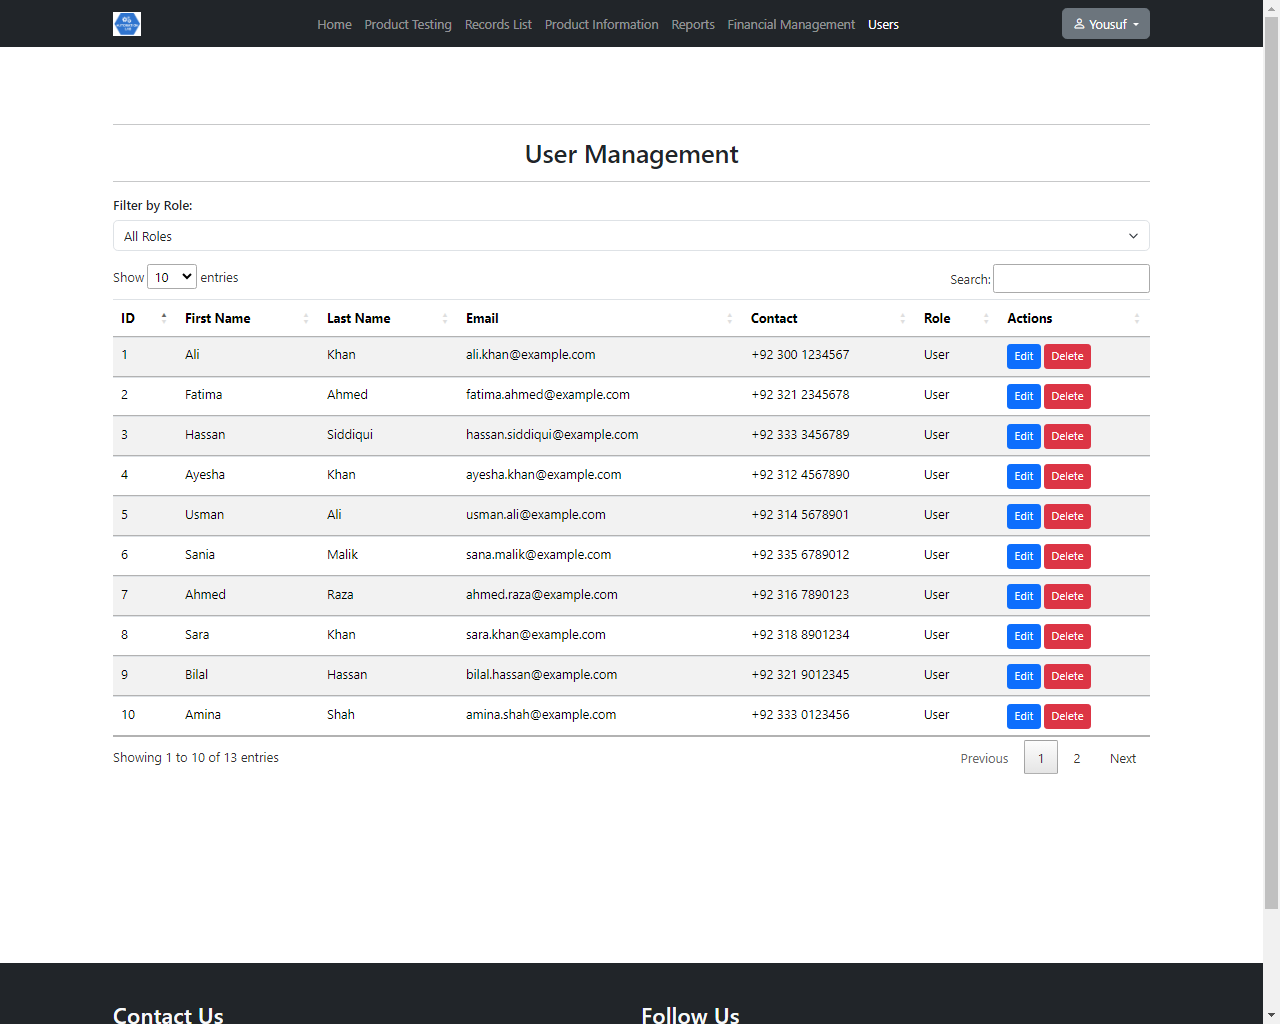 Home Product Testing Records List Product Information Reports Financial Management Users Yousuf
User Management
Filter by Role:
All Roles
Show 10 entries Search:
ID First Name Last Name Email Contact Role Actions
1 Ali Khan ali.khan@example.com +92 300 1234567 User Edit Delete
2 Fatima Ahmed fatima.ahmed@example.com +92 321 2345678 User Edit Delete
3 Hassan Siddiqui hassan.siddiqui@example.com +92 333 3456789 User Edit Delete
4 Ayesha Khan ayesha.khan@example.com +92 312 4567890 User Edit Delete
5 Usman Ali usman.ali@example.com +92 314 5678901 User Edit Delete
6 Sania Malik sana.malik@example.com +92 335 6789012 User Edit Delete
7 Ahmed Raza ahmed.raza@example.com +92 316 7890123 User Edit Delete
8 Sara Khan sara.khan@example.com +92 318 8901234 User Edit Delete
9 Bilal Hassan bilal.hassan@example.com +92 321 9012345 User Edit Delete
10 Amina Shah amina.shah@example.com +92 333 0123456 User Edit Delete
Showing 1 to 10 of 13 entries Previous 1 2 Next
Contact Us Follow Us